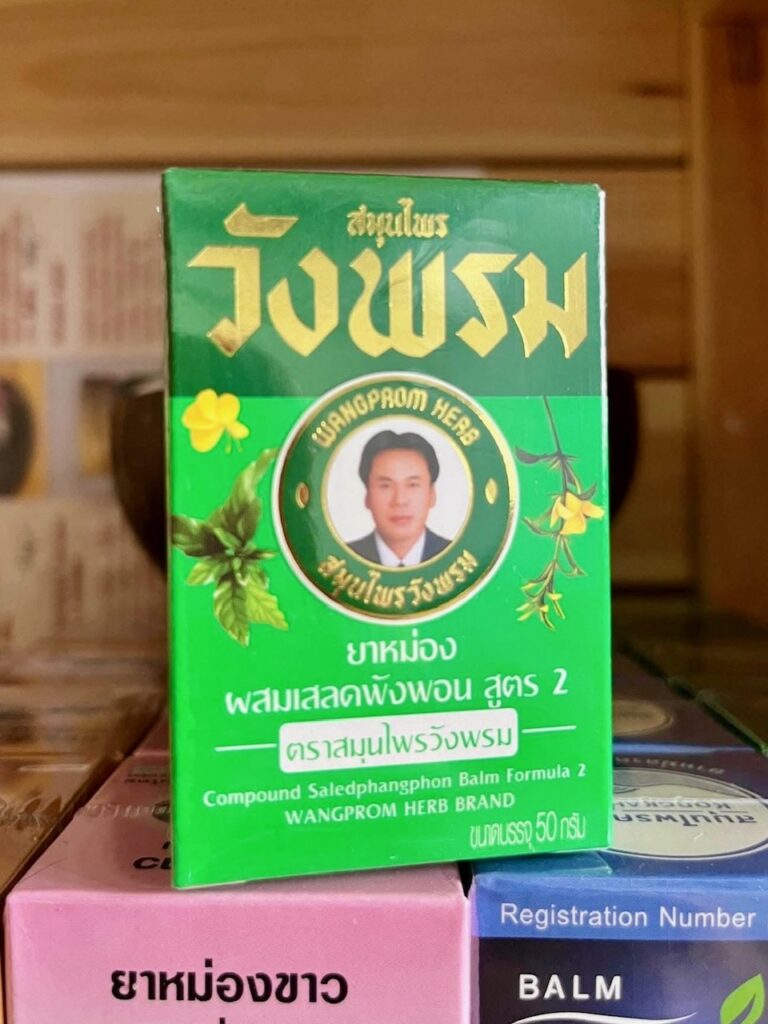 สมุนไพร
วังพรม
WANGPROM HERB
สมุนไพรวังพรม
ยาหม่อง
ผสมเสลดพังพอน สูตร 2
ตราสมุนไพรวังพรม
Compound Saledphangphon Balm Formula 2
WANGPROM HERB BRAND
ขนาดบรรจุ 50 กรัม
ยาหม่องขาว
Registration Number
BALM